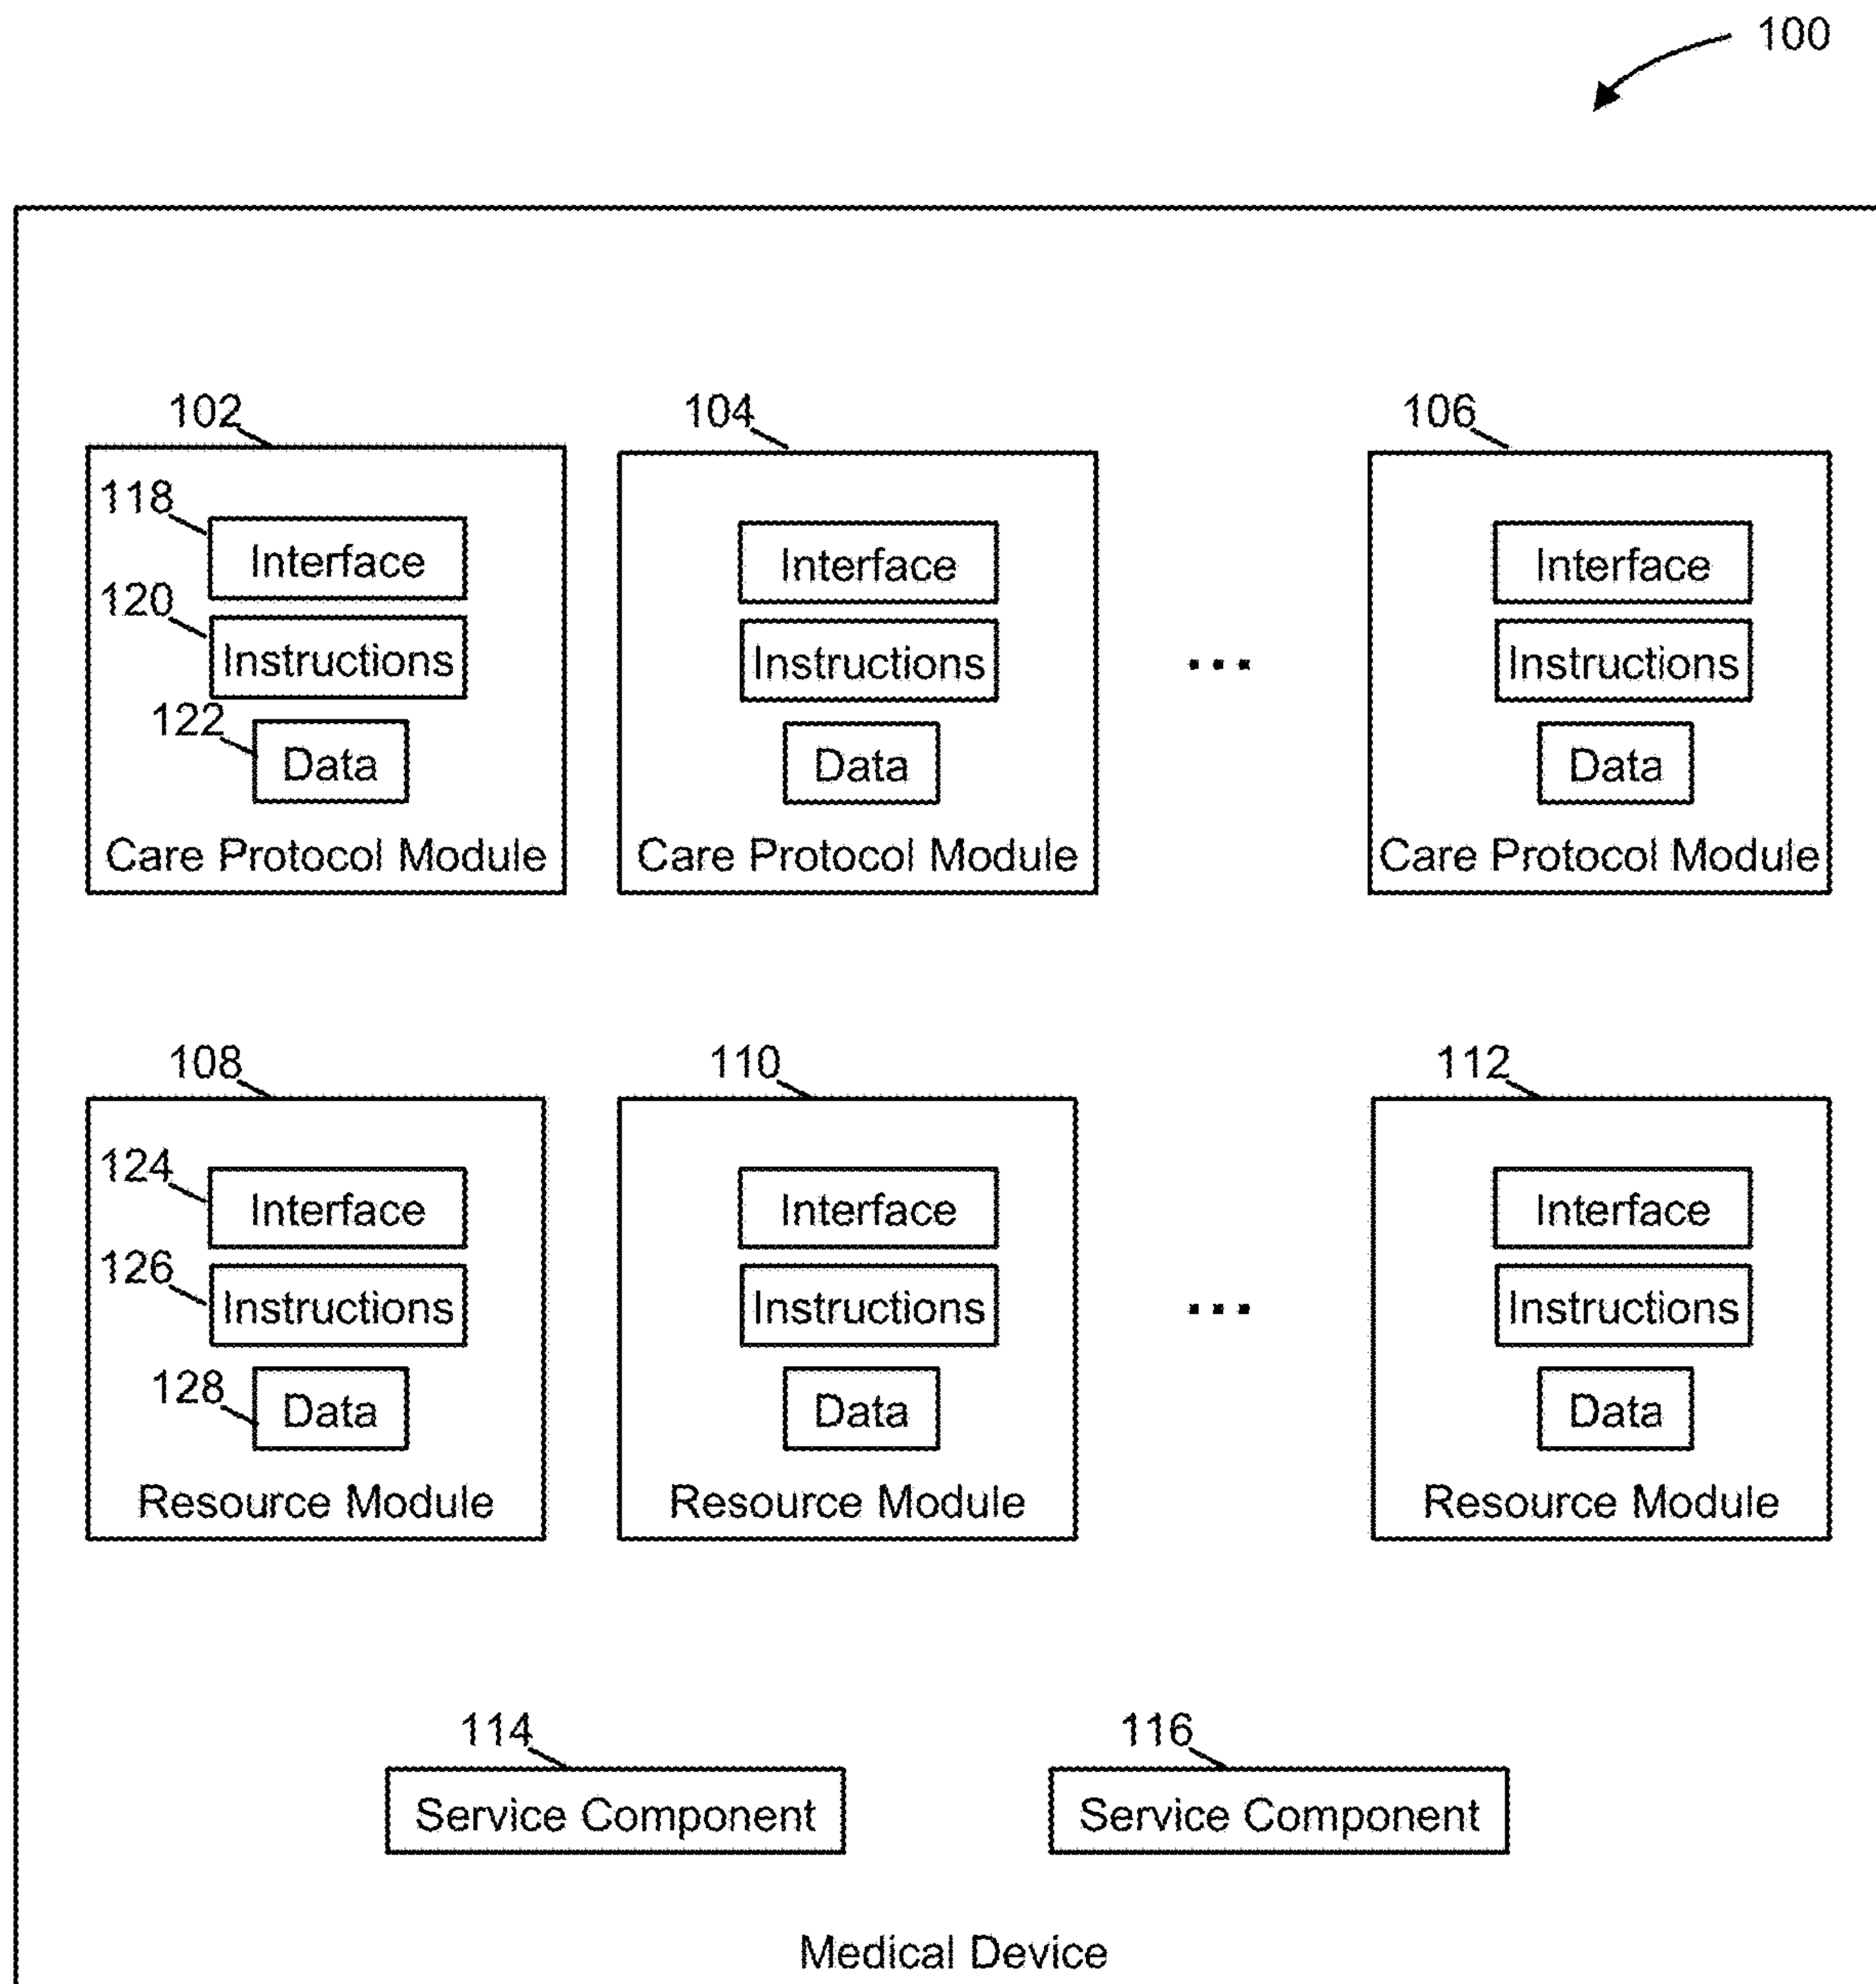 100
102 104 106
118 Interface Interface Interface
120 Instructions Instructions ... Instructions
122 Data Data Data
Care Protocol Module Care Protocol Module Care Protocol Module
108 110 112
124 Interface Interface Interface
126 Instructions Instructions ... Instructions
128 Data Data Data
Resource Module Resource Module Resource Module
114 116
Service Component Service Component
Medical Device